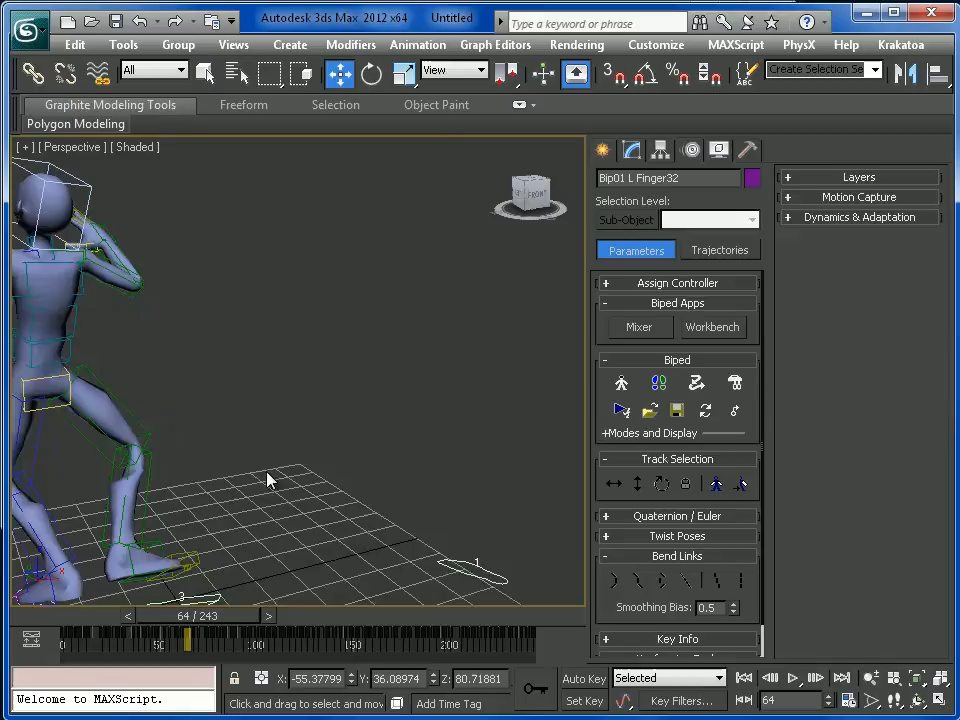 Autodesk 3ds Max 2012 x64 Untitled
Type a keyword or phrase
Edit Tools Group Views Create Modifiers Animation Graph Editors Rendering Customize MAXScript PhysX Help Krakatoa
All View 3 ABC Create Selection Se
Graphite Modeling Tools Freeform Selection Object Paint
Polygon Modeling
[ + ] [ Perspective ] [ Shaded ]
FRONT
Bip01 L Finger32
Selection Level:
Sub-Object
Parameters Trajectories
+ Assign Controller
- Biped Apps
Mixer Workbench
- Biped
+Modes and Display
- Track Selection
+ Quaternion / Euler
+ Twist Poses
- Bend Links
Smoothing Bias: 0.5
+ Key Info
+ Layers
+ Motion Capture
+ Dynamics & Adaptation
1
3
x
< 64 / 243 >
0 50 100 150 200
X: -55.37799 Y: 36.08974 Z: 80.71881
Auto Key Selected
Welcome to MAXScript.
Click and drag to select and mov
Add Time Tag
Set Key Key Filters... 64